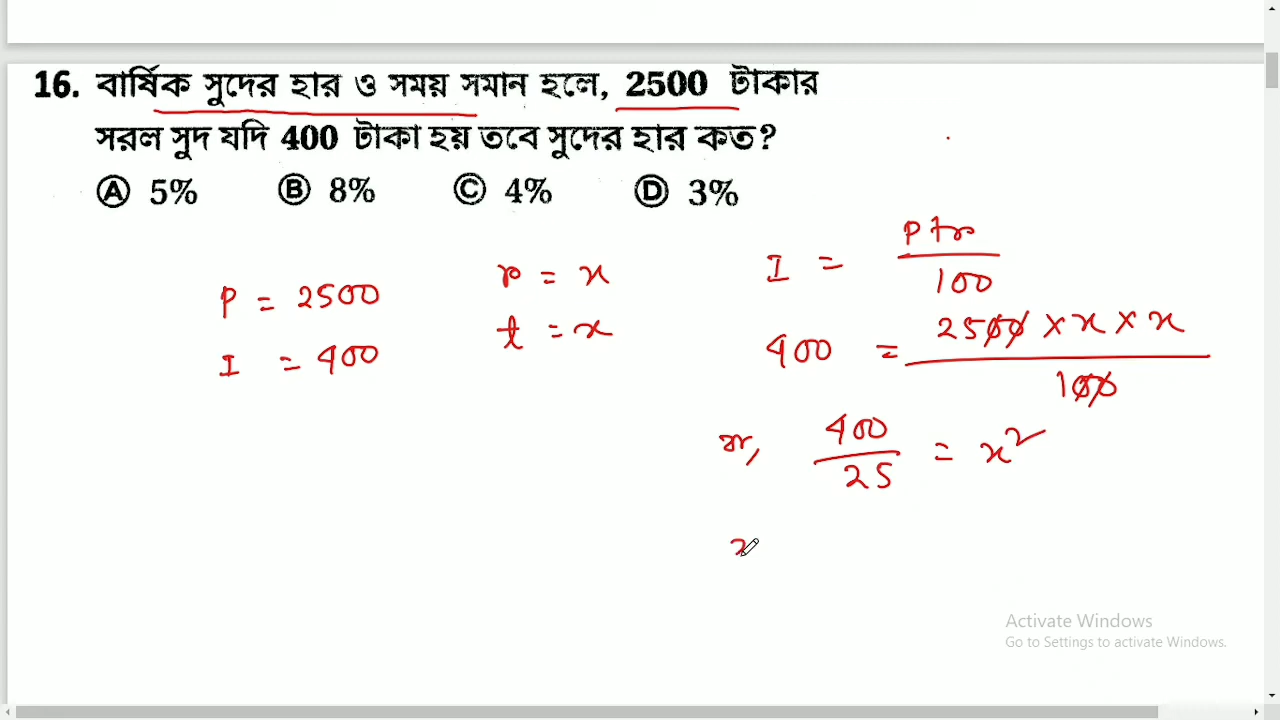 16. বার্ষিক সুদের হার ও সময় সমান হলে, 2500 টাকার
সরল সুদ যদি 400 টাকা হয় তবে সুদের হার কত?
Ⓐ 5% Ⓑ 8% Ⓒ 4% Ⓓ 3%
P = 2500
I = 400
r = x
t = x
I = ptr/100
400 = 2500 × x × x/100
or, 400/25 = x²
x
Activate Windows
Go to Settings to activate Windows.